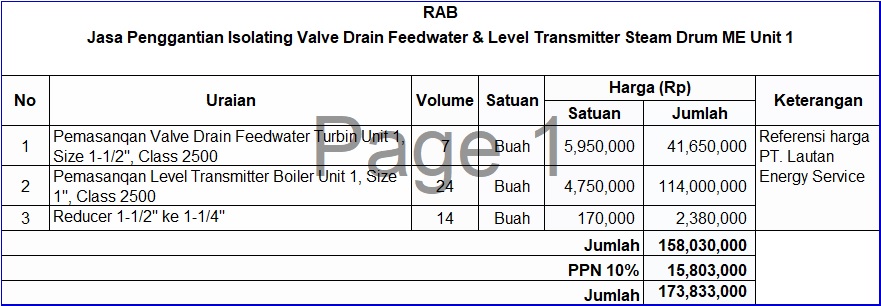 RAB
Jasa Penggantian Isolating Valve Drain Feedwater & Level Transmitter Steam Drum ME Unit 1
No Uraian Volume Satuan Harga (Rp) Keterangan
Satuan Jumlah
1 Pemasangan Valve Drain Feedwater Turbin Unit 1, Size 1-1/2", Class 2500 7 Buah 5,950,000 41,650,000 Referensi harga PT. Lautan Energy Service
2 Pemasangan Level Transmitter Boiler Unit 1, Size 1", Class 2500 24 Buah 4,750,000 114,000,000
3 Reducer 1-1/2" ke 1-1/4" 14 Buah 170,000 2,380,000
Jumlah 158,030,000
PPN 10% 15,803,000
Jumlah 173,833,000
Page 1